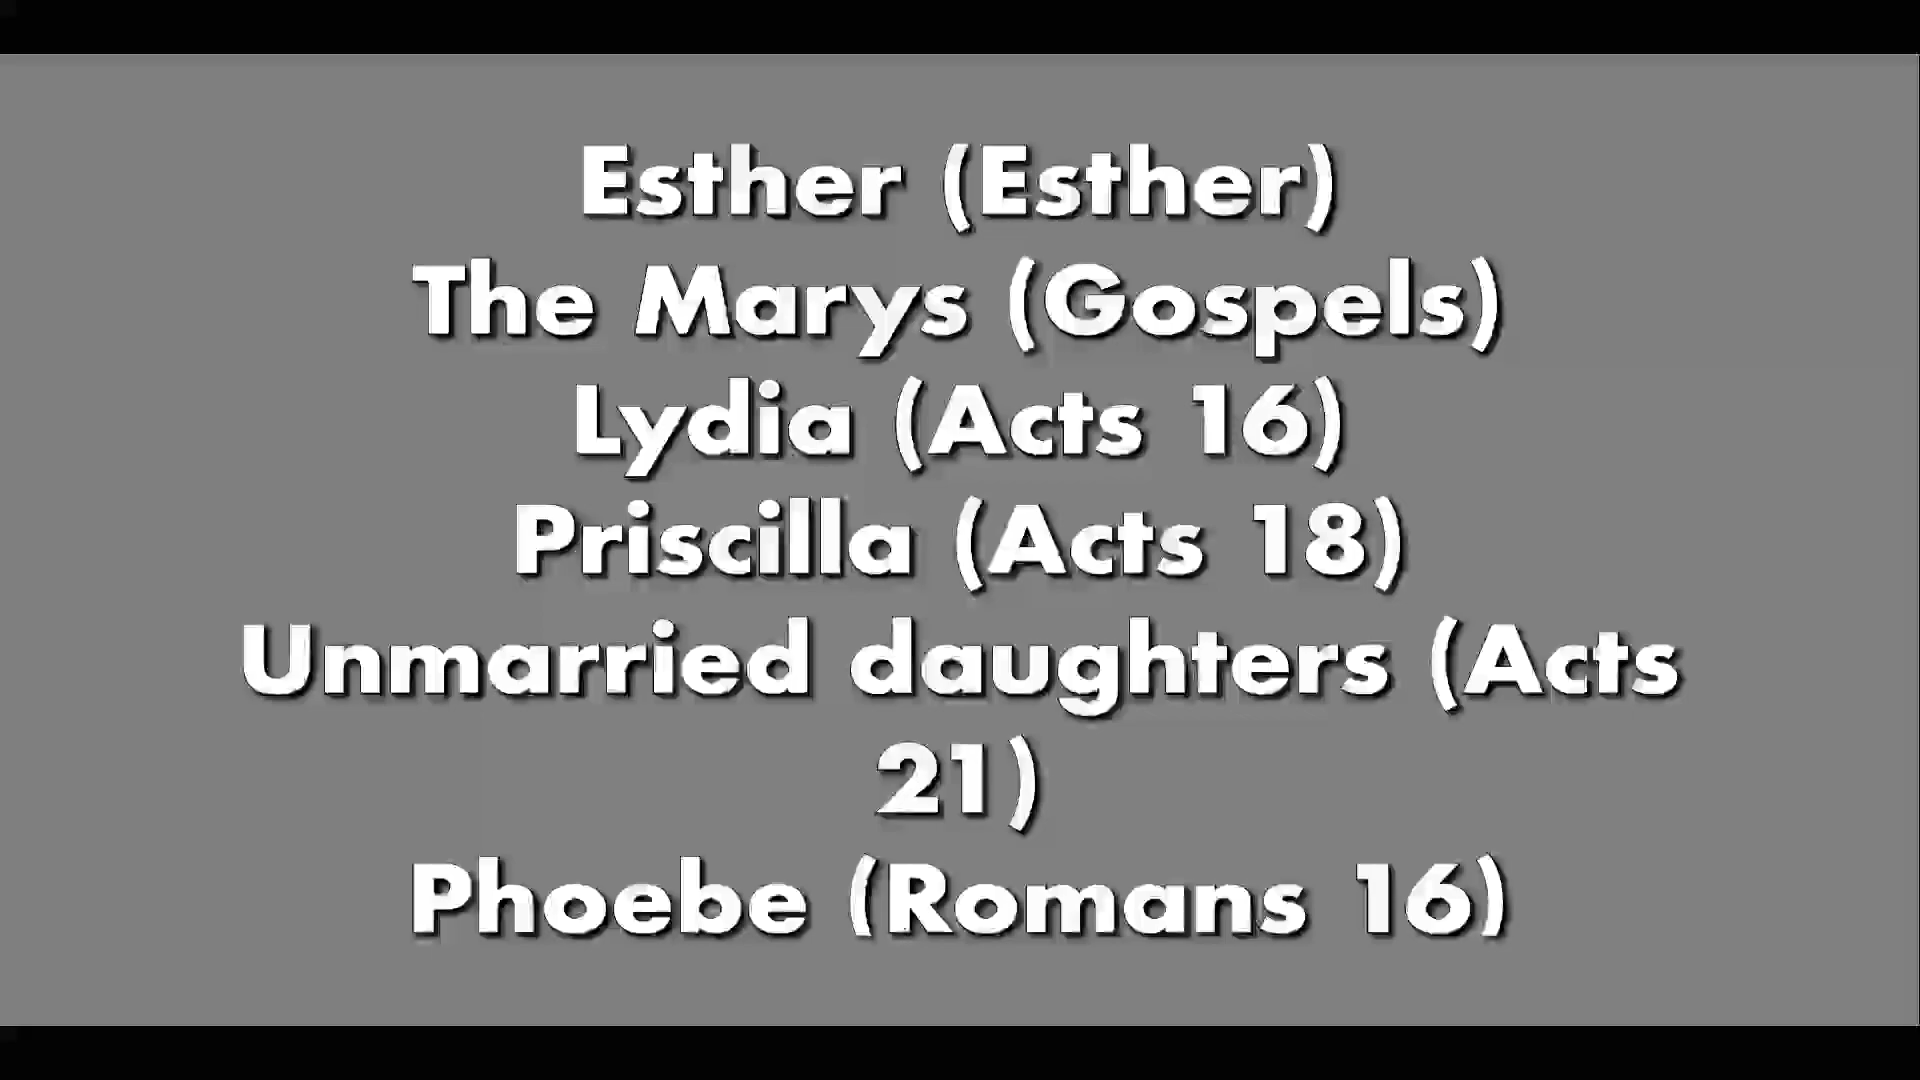 Esther (Esther)
The Marys (Gospels)
Lydia (Acts 16)
Priscilla (Acts 18)
Unmarried daughters (Acts
21)
Phoebe (Romans 16)